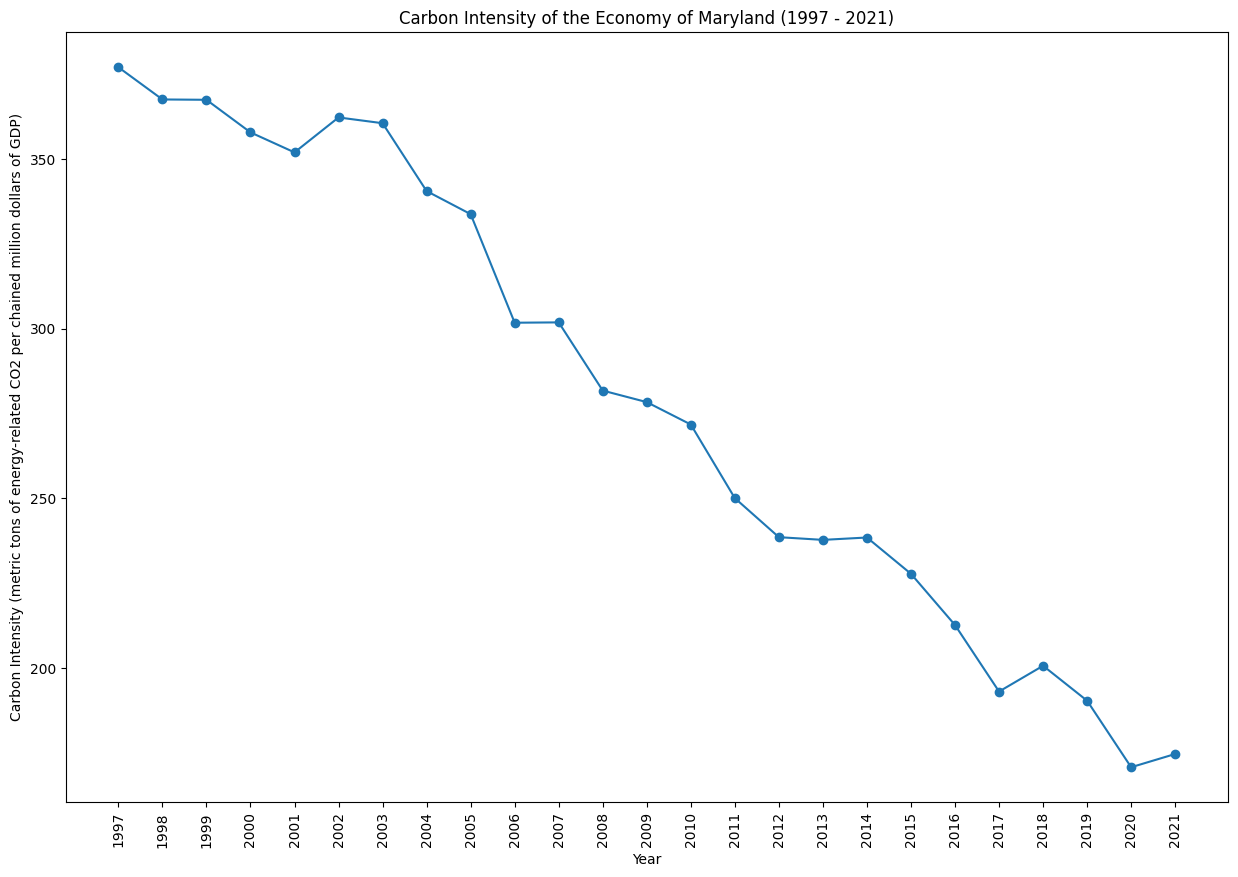 Carbon Intensity of the Economy of Maryland (1997 - 2021)
Carbon Intensity (metric tons of energy-related CO2 per chained million dollars of GDP)
350
300
250
200
1997 1998 1999 2000 2001 2002 2003 2004 2005 2006 2007 2008 2009 2010 2011 2012 2013 2014 2015 2016 2017 2018 2019 2020 2021
Year